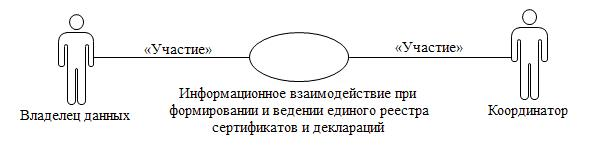 «Участие»
«Участие»
Владелец данных
Информационное взаимодействие при
формировании и ведении единого реестра
сертификатов и деклараций
Координатор